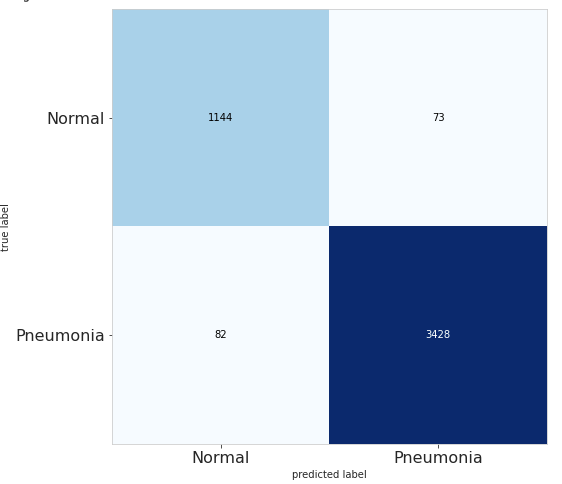 Normal
1144
73
true label
Pneumonia
82
3428
Normal
Pneumonia
predicted label